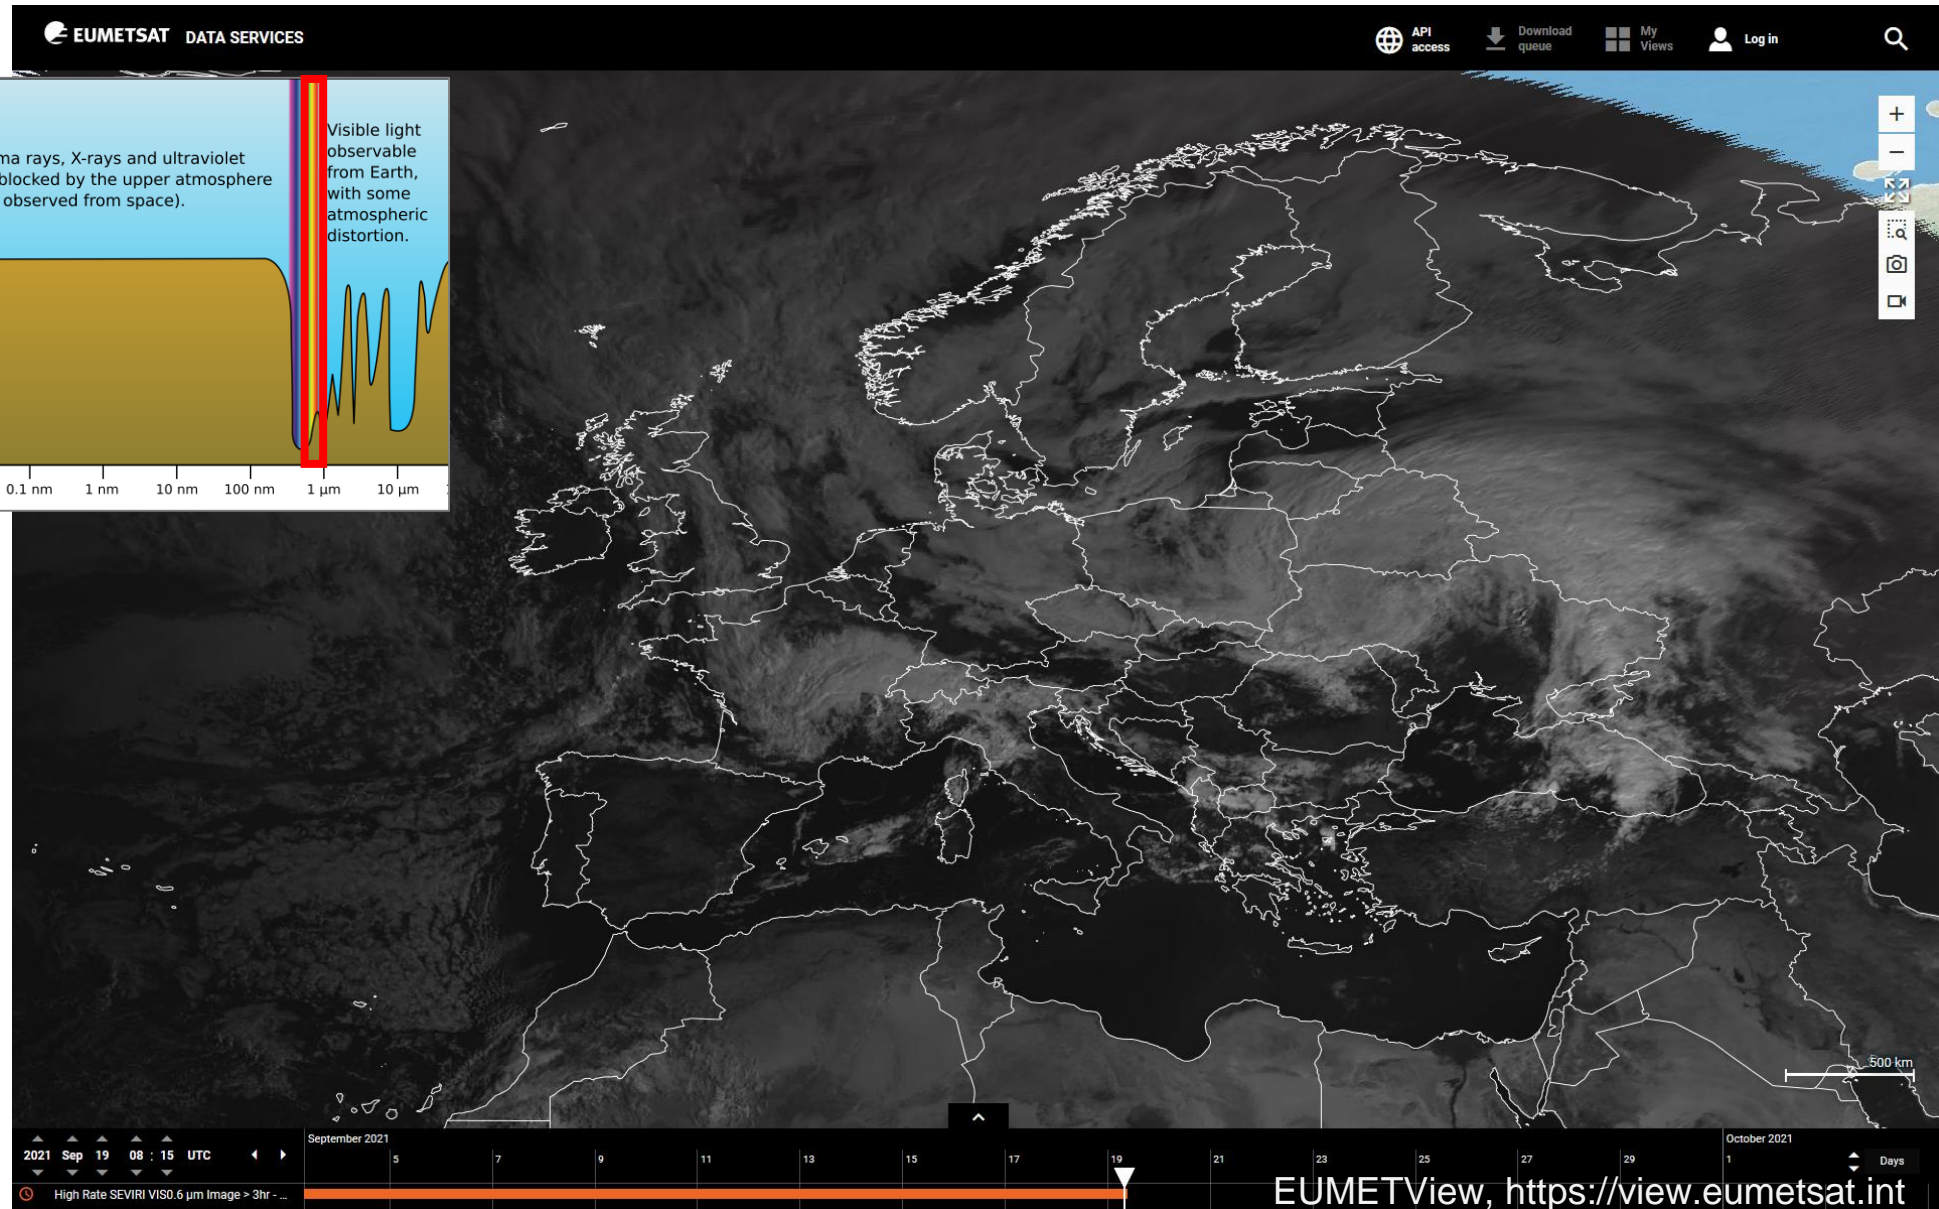 EUMETSAT DATA SERVICES
API access
Download queue
My Views
Log in
ma rays, X-rays and ultraviolet
blocked by the upper atmosphere
observed from space).
Visible light
observable
from Earth,
with some
atmospheric
distortion.
0.1 nm 1 nm 10 nm 100 nm 1 µm 10 µm
500 km
September 2021 October 2021
2021 Sep 19 08 : 15 UTC
5 7 9 11 13 15 17 19 21 23 25 27 29 1
Days
High Rate SEVIRI VIS0.6 µm Image > 3hr - ...
EUMETView, https://view.eumetsat.int